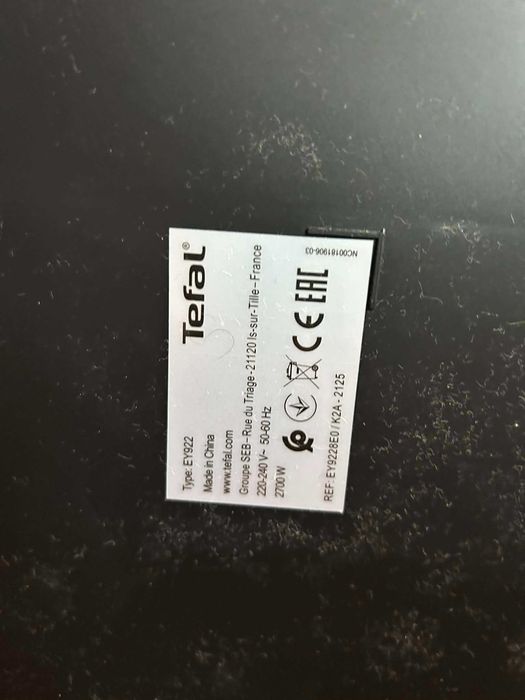 Tefal®
Type: EY922
Made in China
www.tefal.com
Groupe SEB – Rue du Triage - 21120 Is-sur-Tille – France
220-240 V~ 50-60 Hz
2700 W
CE EAC
REF: EY9228E0 / K2A - 2125
NC00181906-03